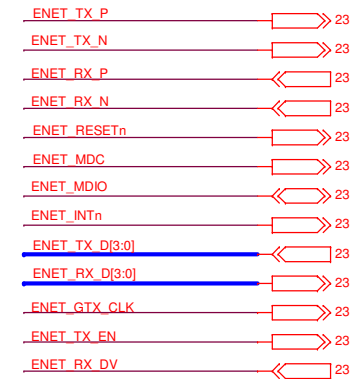 ENET_TX_P 23
ENET_TX_N 23
ENET_RX_P 23
ENET_RX_N 23
ENET_RESETn 23
ENET_MDC 23
ENET_MDIO 23
ENET_INTn 23
ENET_TX_D[3:0] 23
ENET_RX_D[3:0] 23
ENET_GTX_CLK 23
ENET_TX_EN 23
ENET_RX_DV 23